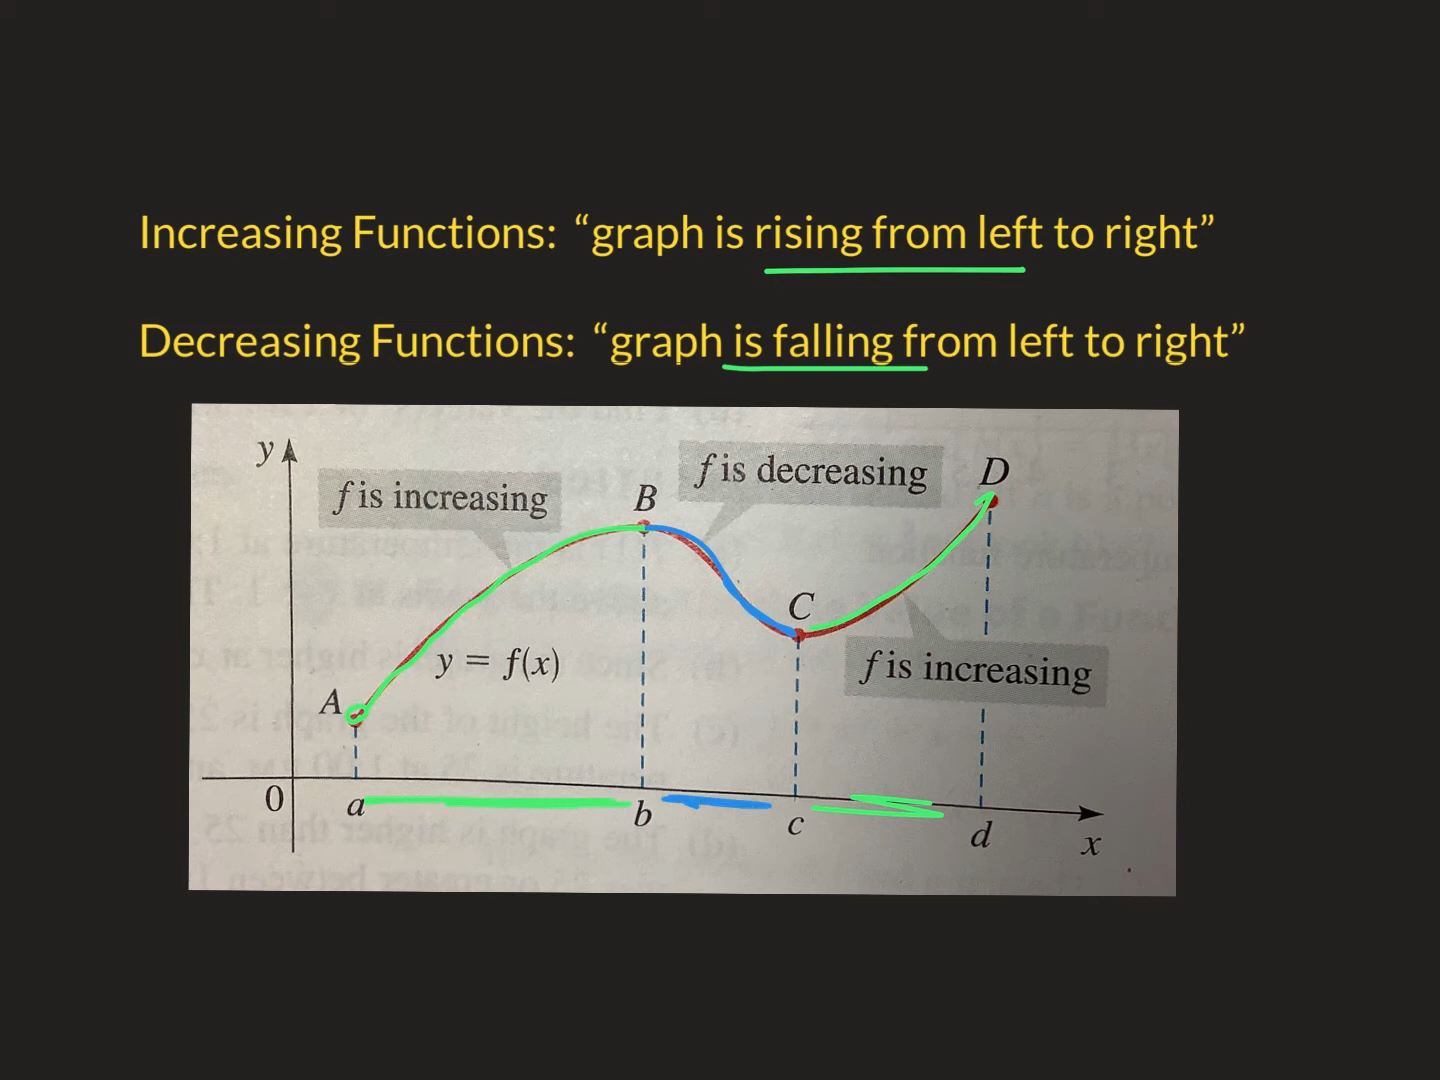 Increasing Functions: “graph is rising from left to right”
Decreasing Functions: “graph is falling from left to right”
y
f is increasing
B
f is decreasing
D
C
y = f(x)
f is increasing
A
0
a
b
c
d
x